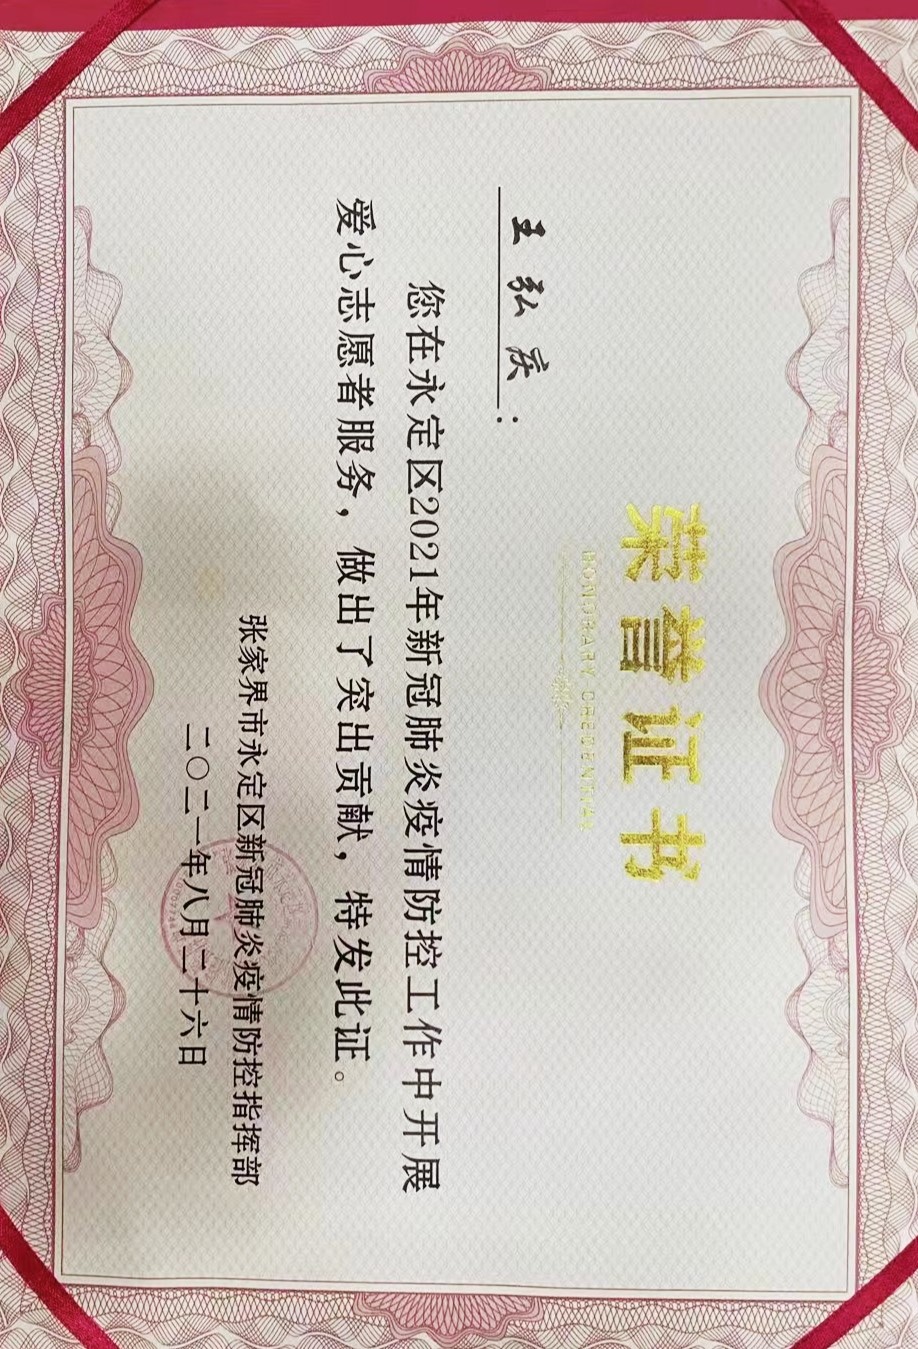 荣誉证书
HONORARY CREDENTIAL
王弘庆：
您在永定区2021年新冠肺炎疫情防控工作中开展
爱心志愿者服务，做出了突出贡献，特发此证。
张家界市永定区新冠肺炎疫情防控指挥部
二〇二一年八月二十六日